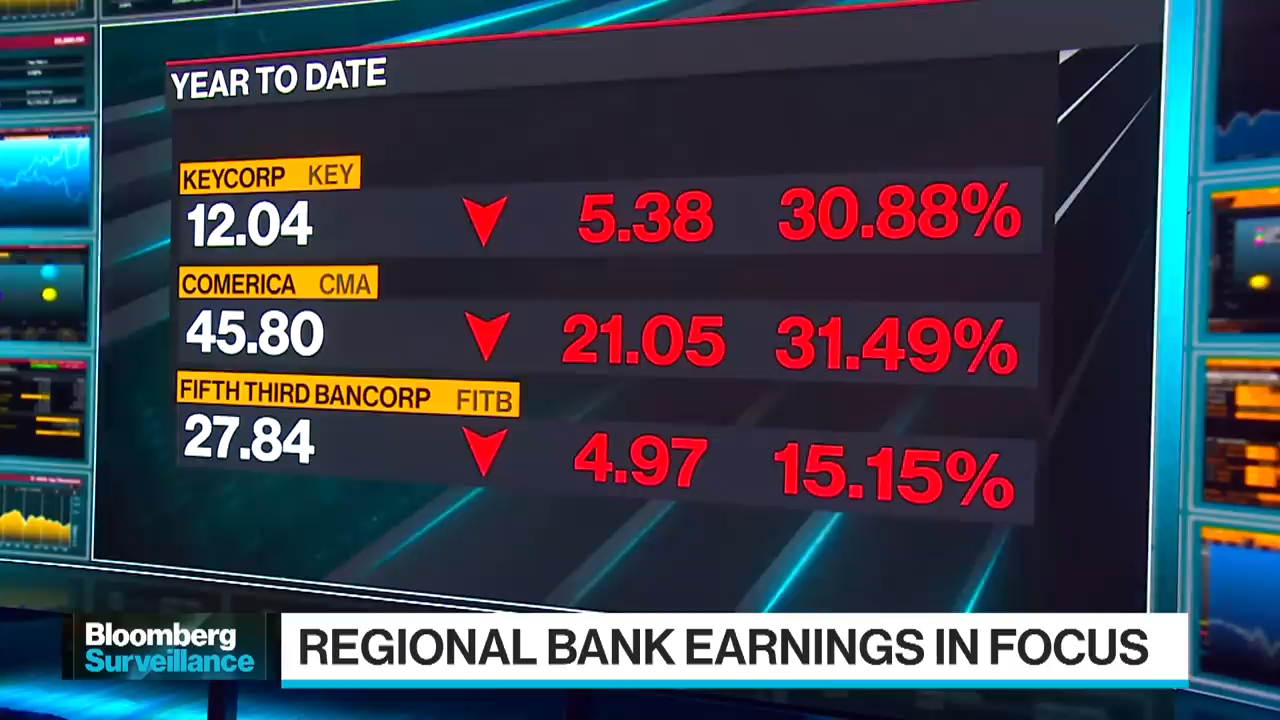 YEAR TO DATE
KEYCORP KEY
12.04 5.38 30.88%
COMERICA CMA
45.80 21.05 31.49%
FIFTH THIRD BANCORP FITB
27.84 4.97 15.15%
Bloomberg
Surveillance
REGIONAL BANK EARNINGS IN FOCUS